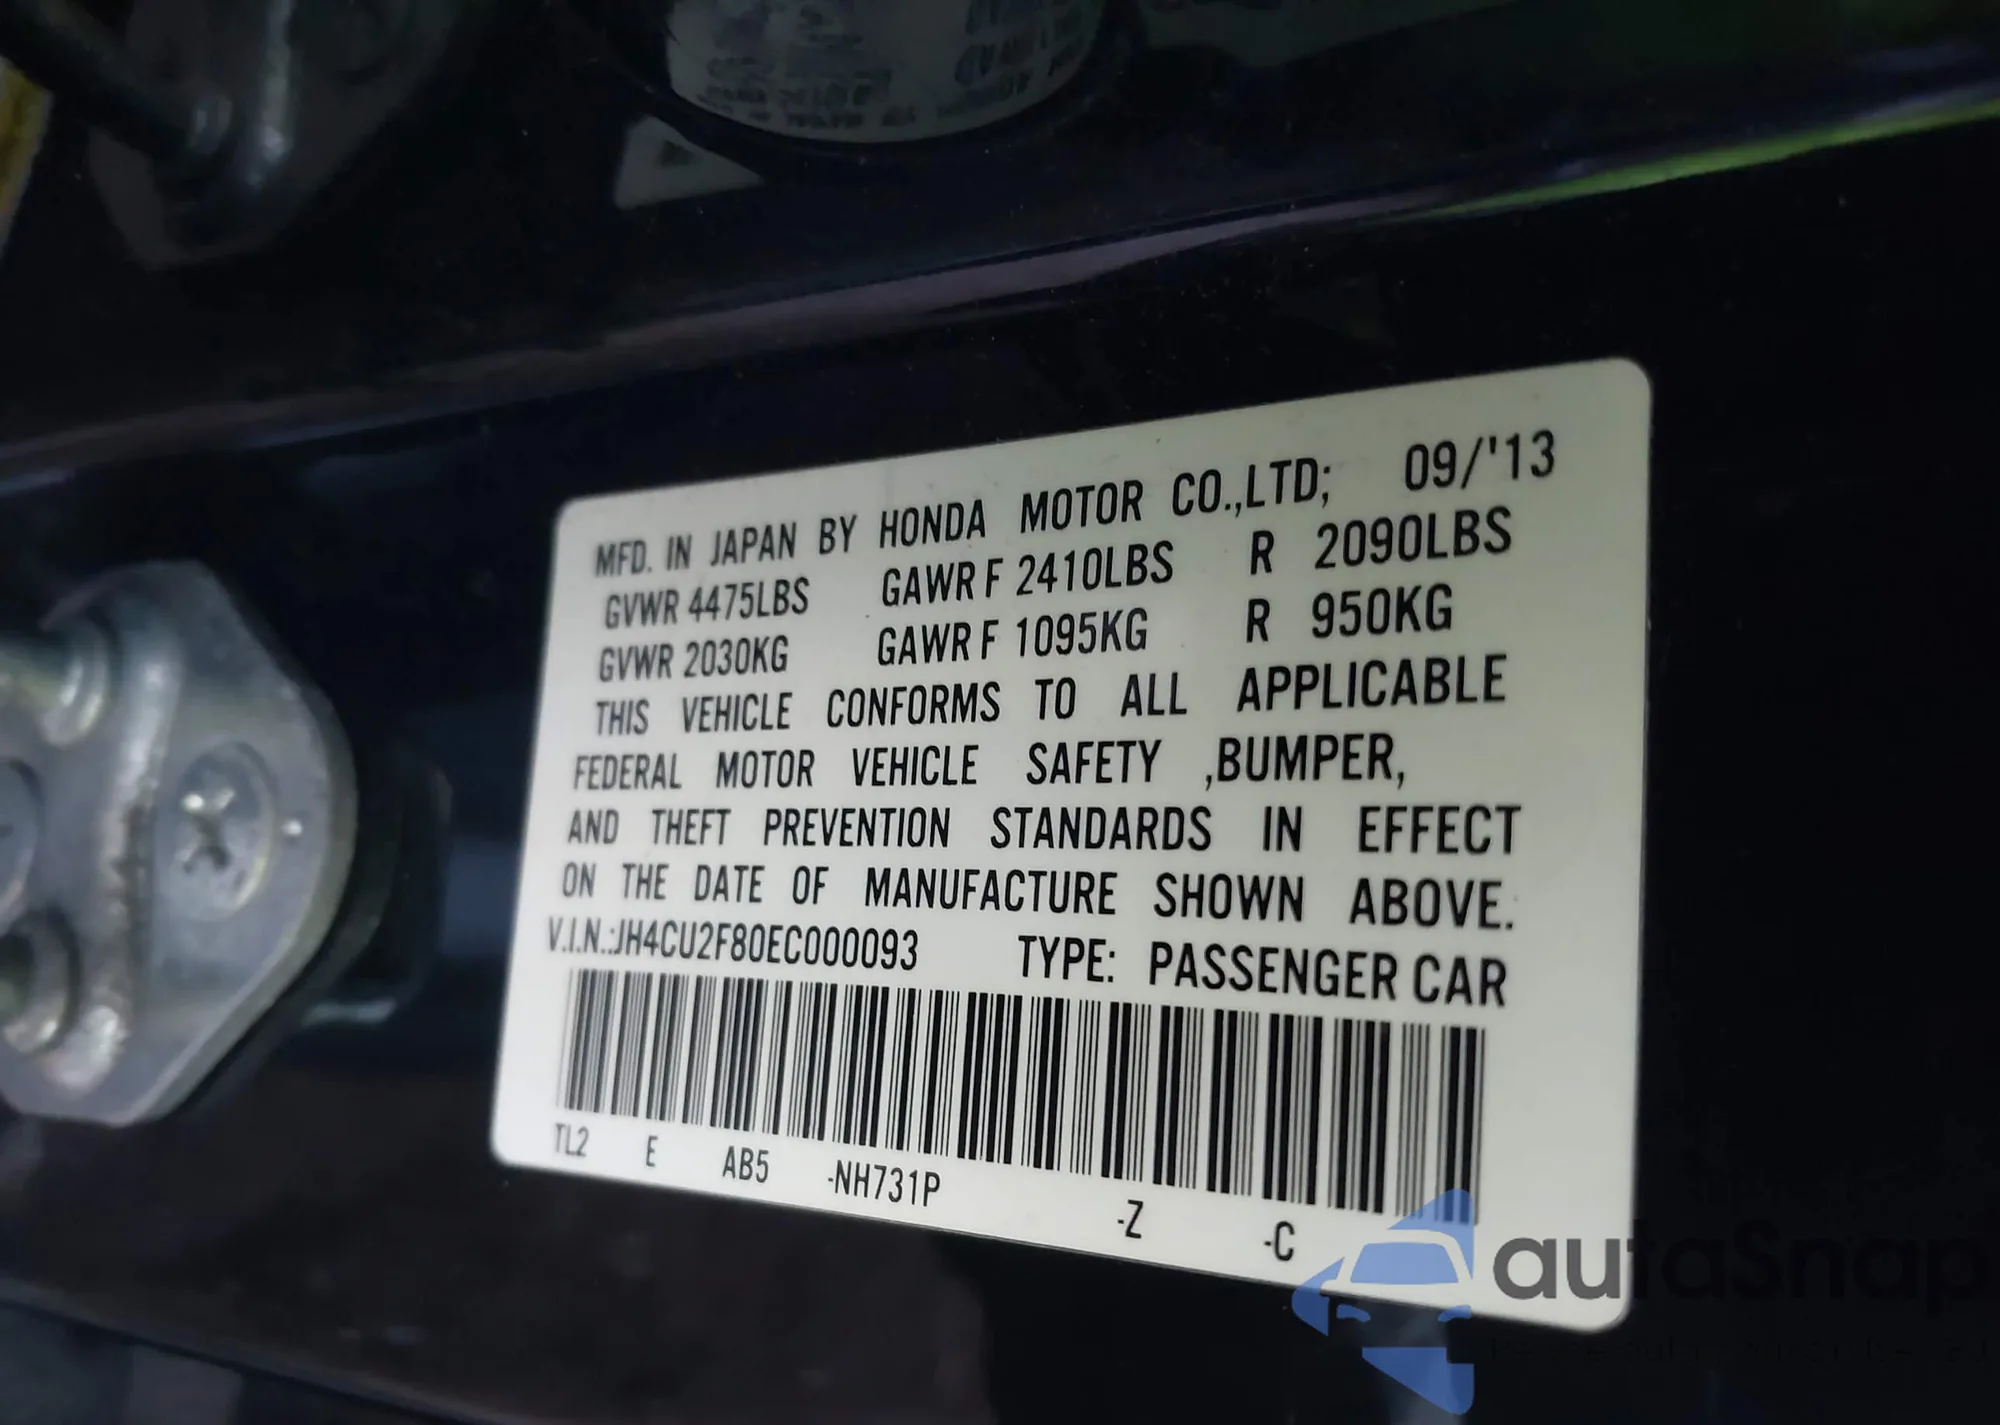 MFD. IN JAPAN BY HONDA MOTOR CO.,LTD; 09/'13
GVWR 4475LBS GAWR F 2410LBS R 2090LBS
GVWR 2030KG GAWR F 1095KG R 950KG
THIS VEHICLE CONFORMS TO ALL APPLICABLE
FEDERAL MOTOR VEHICLE SAFETY ,BUMPER,
AND THEFT PREVENTION STANDARDS IN EFFECT
ON THE DATE OF MANUFACTURE SHOWN ABOVE.
V.I.N.:JH4CU2F80EC000093 TYPE: PASSENGER CAR
TL2 E AB5 -NH731P -Z -C
autaSnap